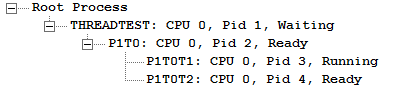 Root Process
THREADTEST: CPU 0, Pid 1, Waiting
P1T0: CPU 0, Pid 2, Ready
P1T0T1: CPU 0, Pid 3, Running
P1T0T2: CPU 0, Pid 4, Ready